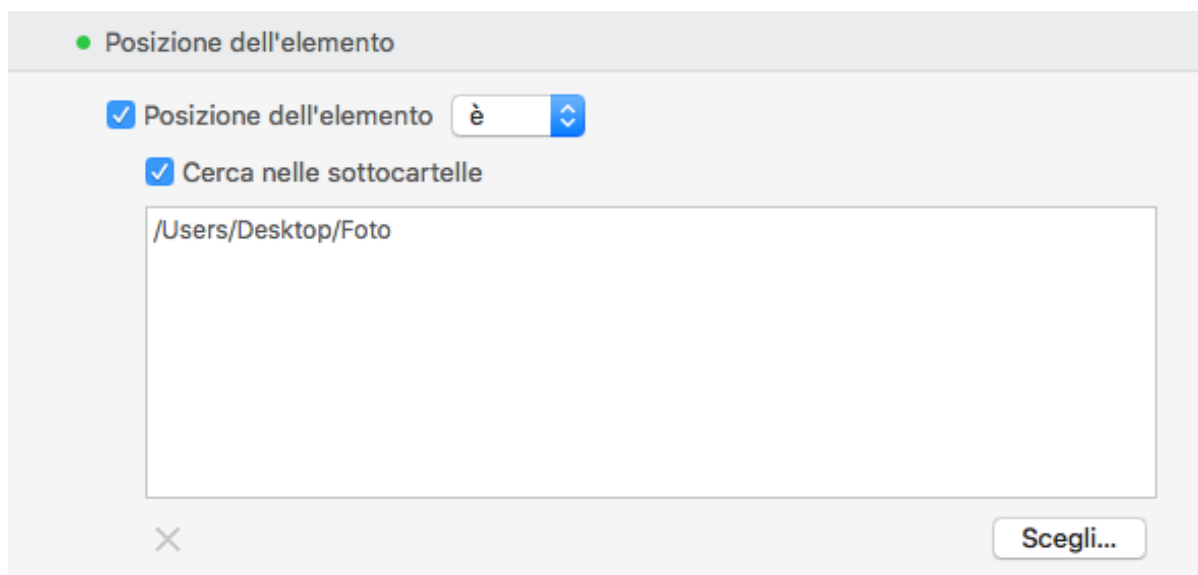 Posizione dell'elemento
Posizione dell'elemento è
Cerca nelle sottocartelle
/Users/Desktop/Foto
Scegli...